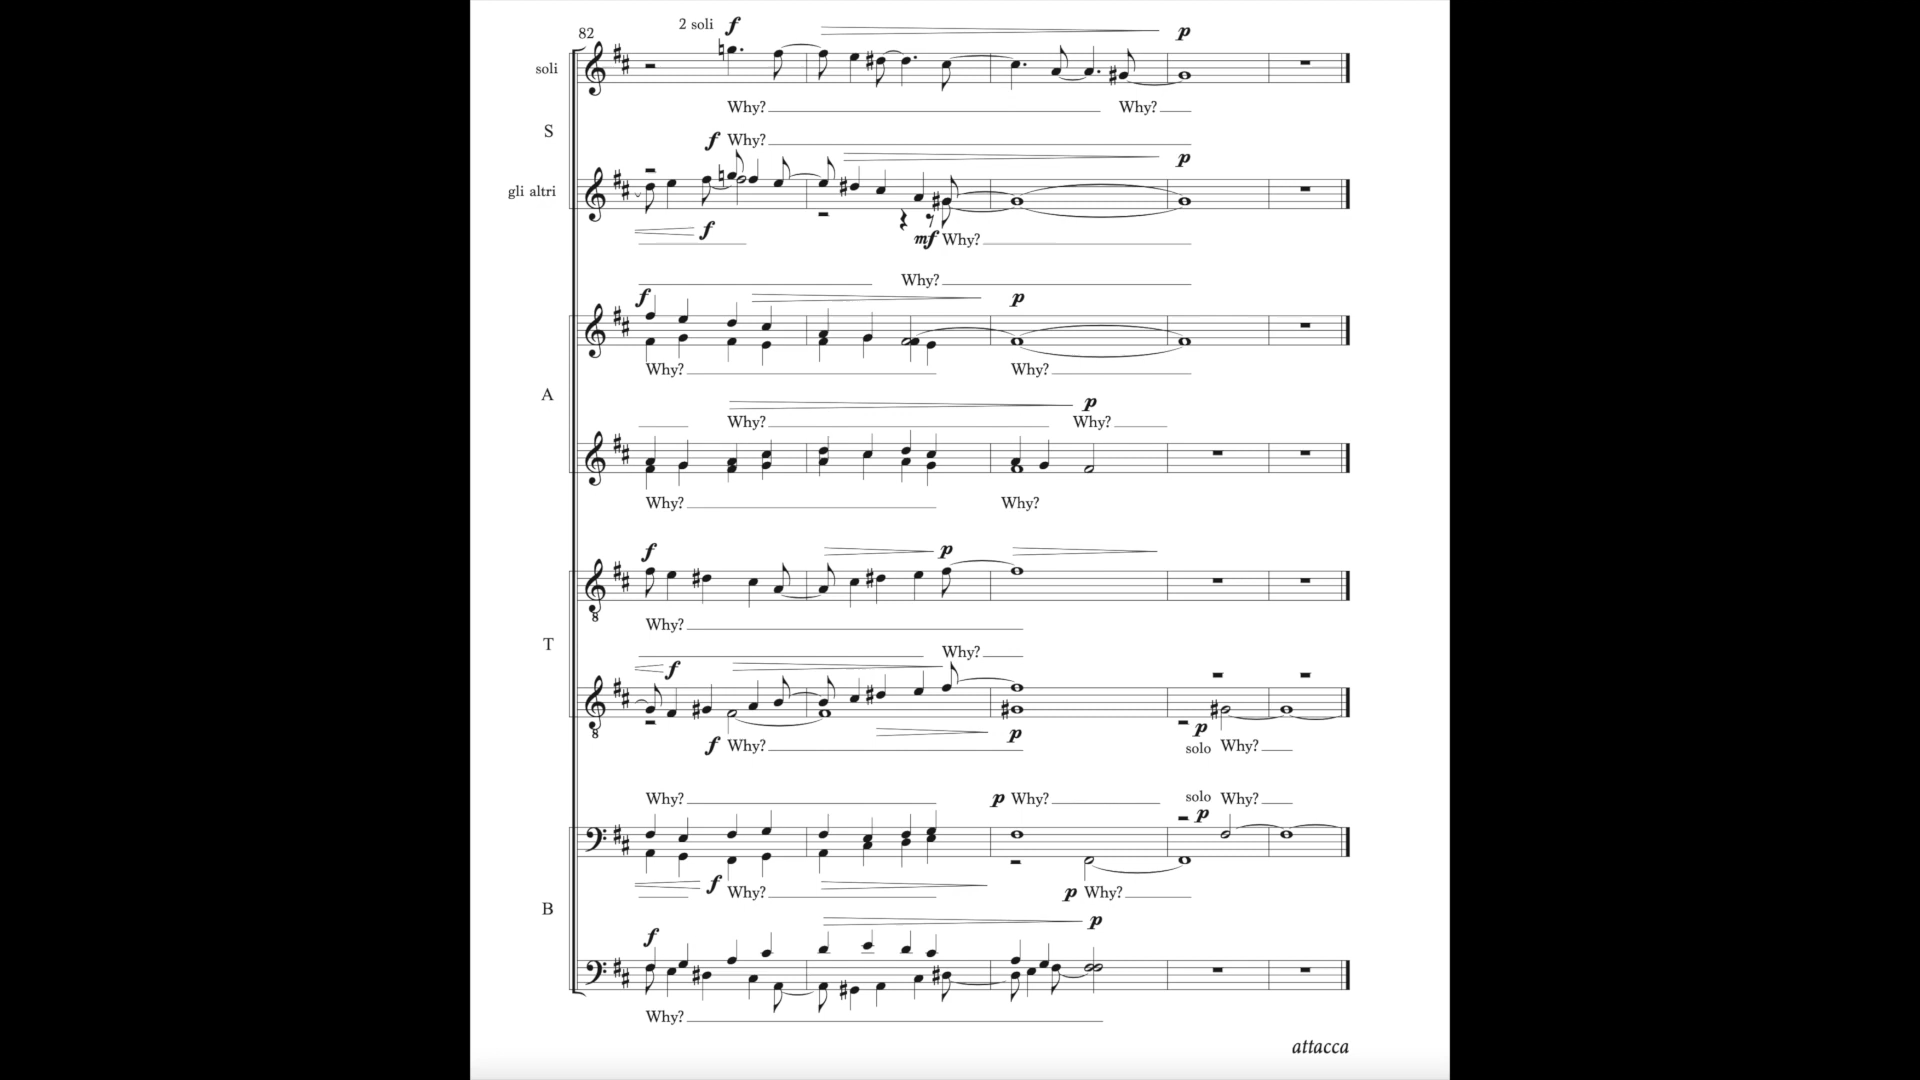 82
2 soli f
p
soli
Why? Why?
S
f Why?
p
gli altri
f
mf Why?
Why?
f p
Why? Why?
A
p
Why? Why?
Why? Why?
f p
Why?
T
Why?
f
p p
f Why? solo Why?
Why? p Why? solo Why?
p
f Why? p Why?
B
p
f
Why?
attacca